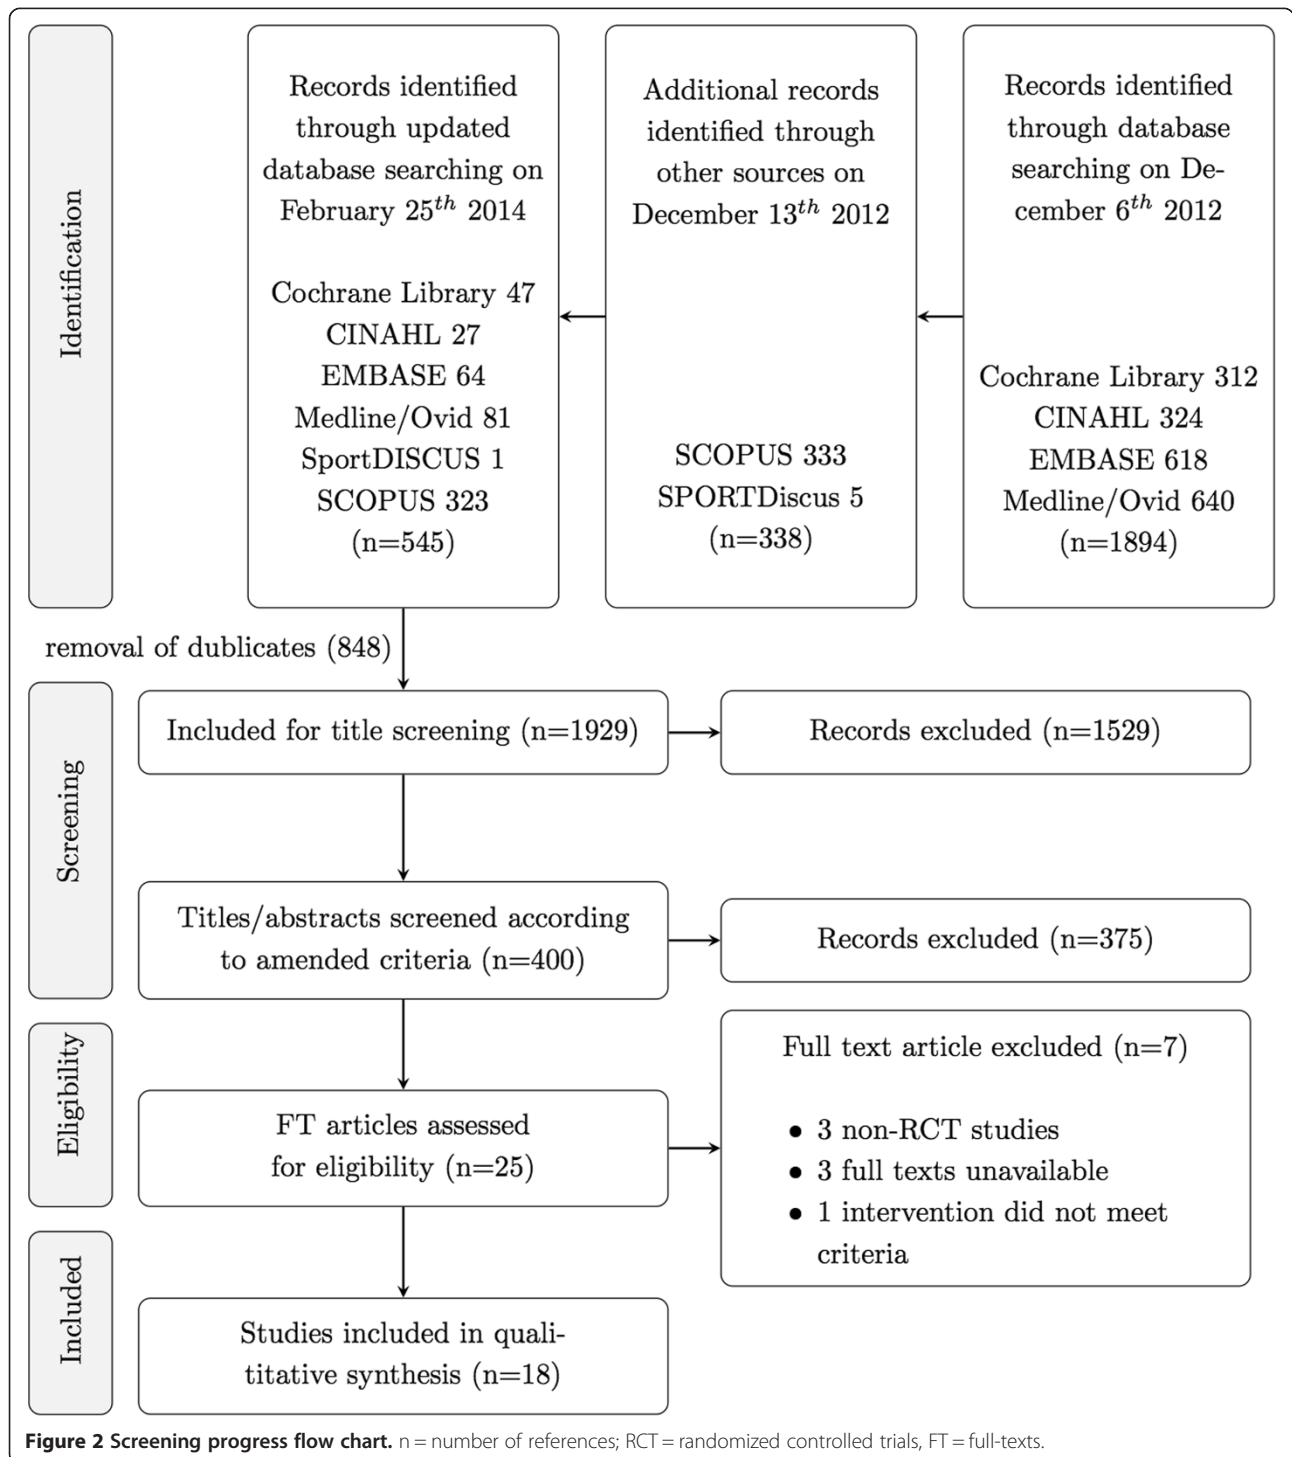 Identification
Records identified
through updated
database searching on
February 25th 2014
Cochrane Library 47
CINAHL 27
EMBASE 64
Medline/Ovid 81
SportDISCUS 1
SCOPUS 323
(n=545)
Additional records
identified through
other sources on
December 13th 2012
SCOPUS 333
SPORTDiscus 5
(n=338)
Records identified
through database
searching on De-
cember 6th 2012
Cochrane Library 312
CINAHL 324
EMBASE 618
Medline/Ovid 640
(n=1894)
removal of dublicates (848)
Screening
Included for title screening (n=1929)
Records excluded (n=1529)
Titles/abstracts screened according
to amended criteria (n=400)
Records excluded (n=375)
Eligibility
FT articles assessed
for eligibility (n=25)
Full text article excluded (n=7)
• 3 non-RCT studies
• 3 full texts unavailable
• 1 intervention did not meet
criteria
Included
Studies included in quali-
titative synthesis (n=18)
Figure 2 Screening progress flow chart. n = number of references; RCT = randomized controlled trials, FT = full-texts.